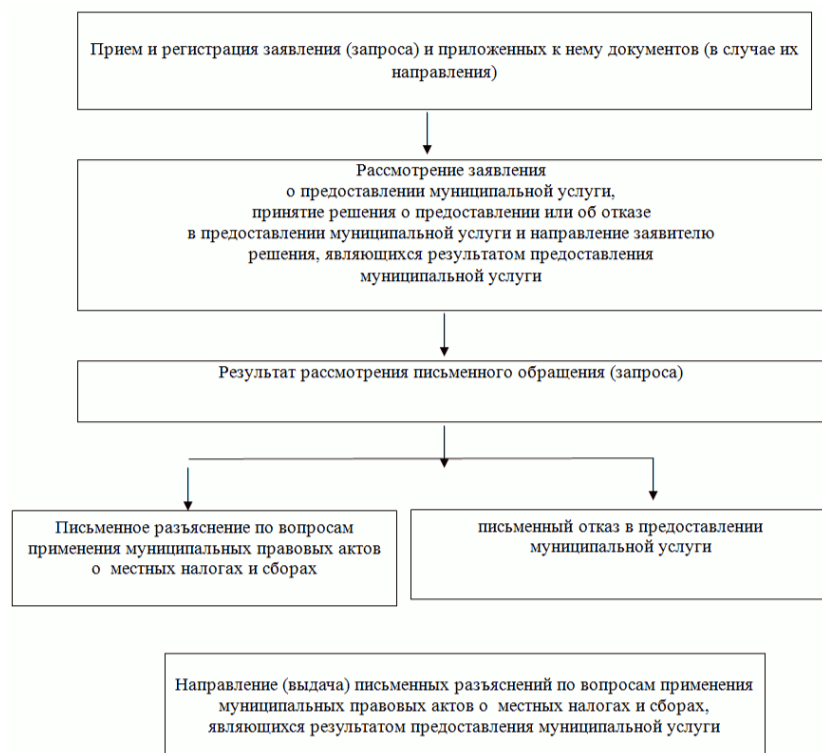 Прием и регистрация заявления (запроса) и приложенных к нему документов (в случае их
направления)
Рассмотрение заявления
о предоставлении муниципальной услуги,
принятие решения о предоставлении или об отказе
в предоставлении муниципальной услуги и направление заявителю
решения, являющихся результатом предоставления
муниципальной услуги
Результат рассмотрения письменного обращения (запроса)
Письменное разъяснение по вопросам
применения муниципальных правовых актов
о местных налогах и сборах
письменный отказ в предоставлении
муниципальной услуги
Направление (выдача) письменных разъяснений по вопросам применения
муниципальных правовых актов о местных налогах и сборах,
являющихся результатом предоставления муниципальной услуги